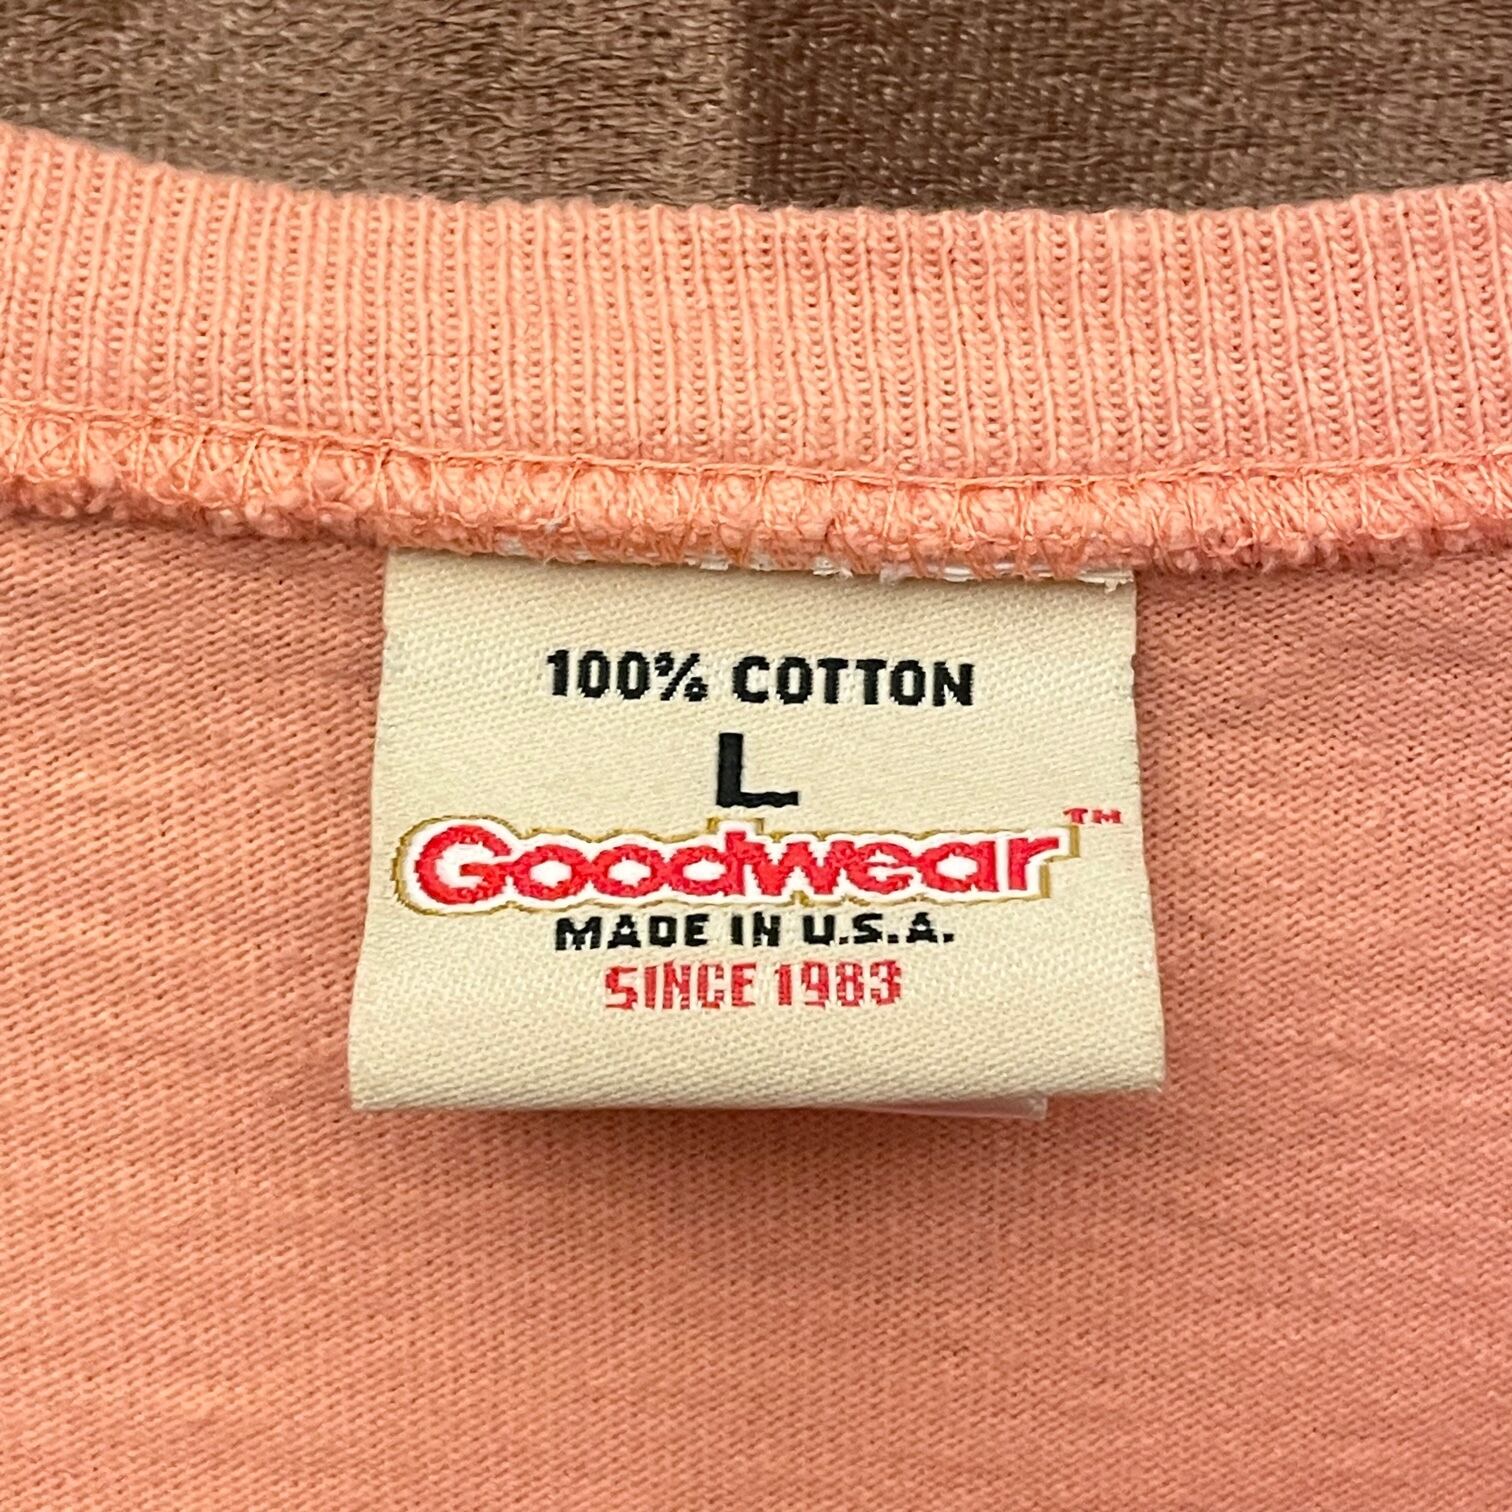 100% COTTON
L
Goodwear™
MADE IN U.S.A.
SINCE 1983